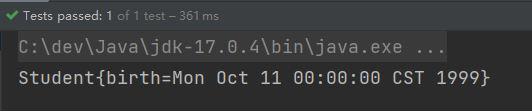 Tests passed: 1 of 1 test – 361 ms
C:\dev\Java\jdk-17.0.4\bin\java.exe ...
Student{birth=Mon Oct 11 00:00:00 CST 1999}